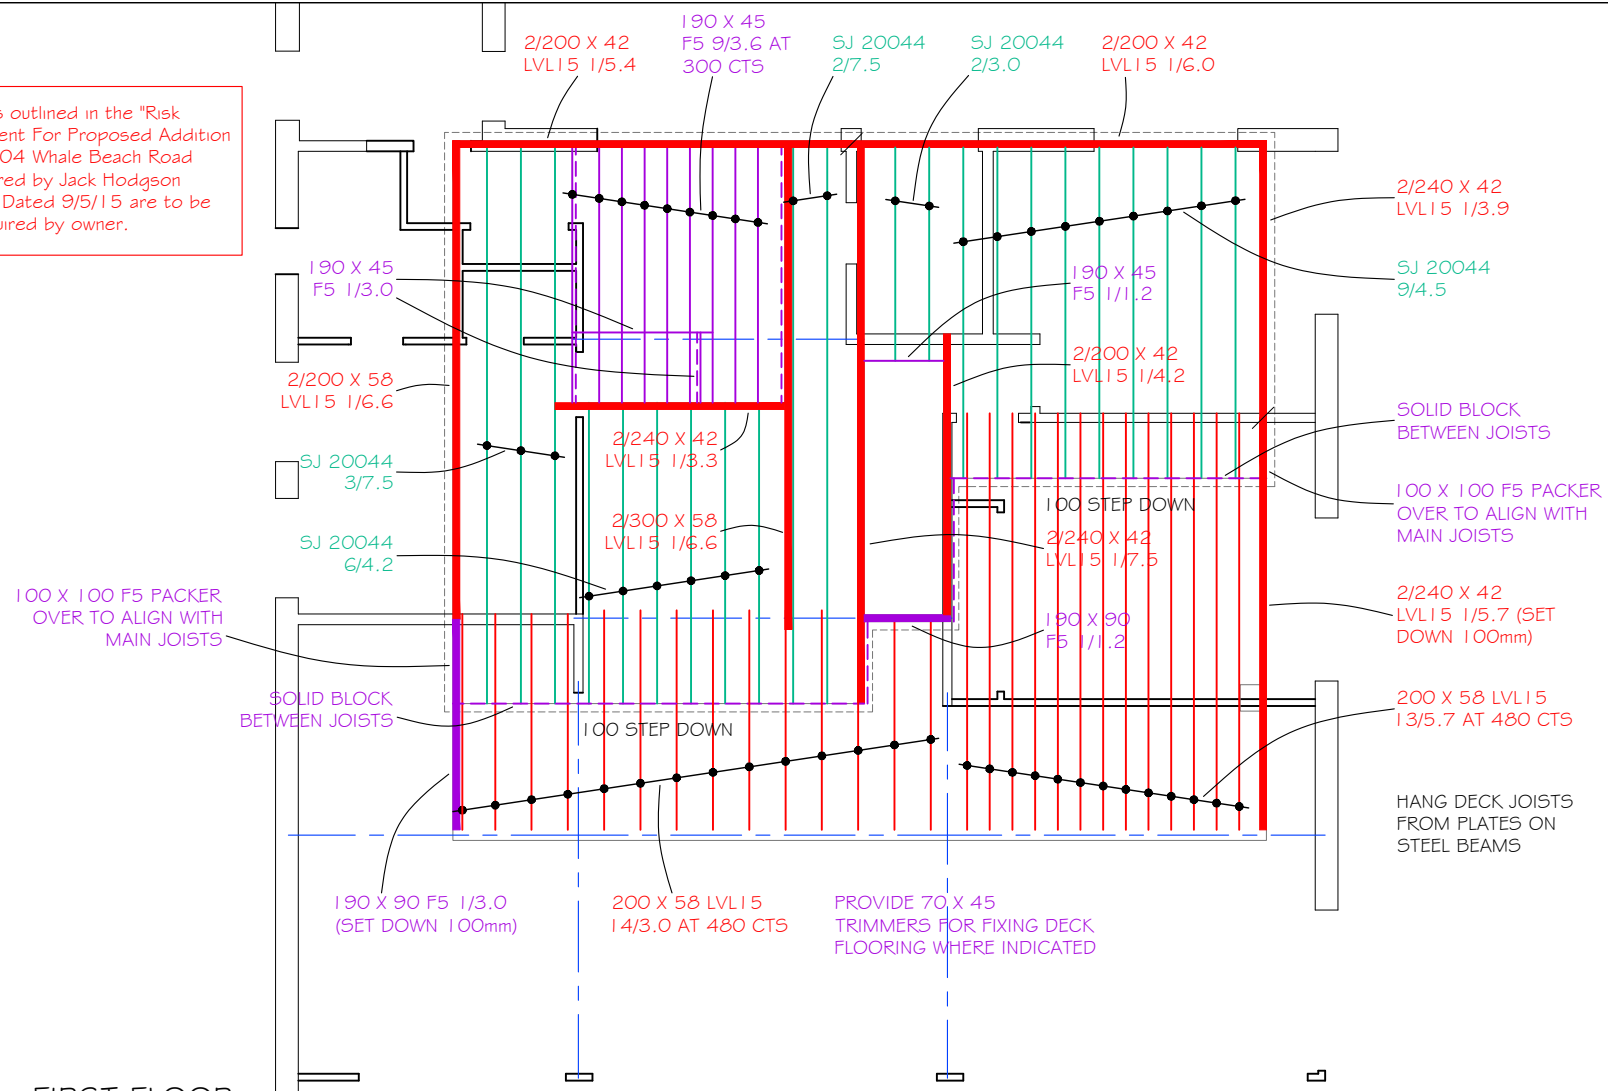 190 X 45
F5 9/3.6 AT
300 CTS
2/200 X 42
LVL15 1/5.4
SJ 20044
2/7.5
SJ 20044
2/3.0
2/200 X 42
LVL15 1/6.0
s outlined in the "Risk
ent For Proposed Addition
04 Whale Beach Road
red by Jack Hodgson
Dated 9/5/15 are to be
uired by owner.
2/240 X 42
LVL15 1/3.9
190 X 45
F5 1/3.0
190 X 45
F5 1/1.2
SJ 20044
9/4.5
2/200 X 58
LVL15 1/6.6
2/200 X 42
LVL15 1/4.2
SOLID BLOCK
BETWEEN JOISTS
2/240 X 42
LVL15 1/3.3
SJ 20044
3/7.5
100 STEP DOWN
100 X 100 F5 PACKER
OVER TO ALIGN WITH
MAIN JOISTS
2/300 X 58
LVL15 1/6.6
2/240 X 42
LVL15 1/7.5
SJ 20044
6/4.2
100 X 100 F5 PACKER
OVER TO ALIGN WITH
MAIN JOISTS
2/240 X 42
LVL15 1/5.7 (SET
DOWN 100mm)
190 X 90
F5 1/1.2
SOLID BLOCK
BETWEEN JOISTS
100 STEP DOWN
200 X 58 LVL15
13/5.7 AT 480 CTS
HANG DECK JOISTS
FROM PLATES ON
STEEL BEAMS
190 X 90 F5 1/3.0
(SET DOWN 100mm)
200 X 58 LVL15
14/3.0 AT 480 CTS
PROVIDE 70 X 45
TRIMMERS FOR FIXING DECK
FLOORING WHERE INDICATED
FIRST FLOOR